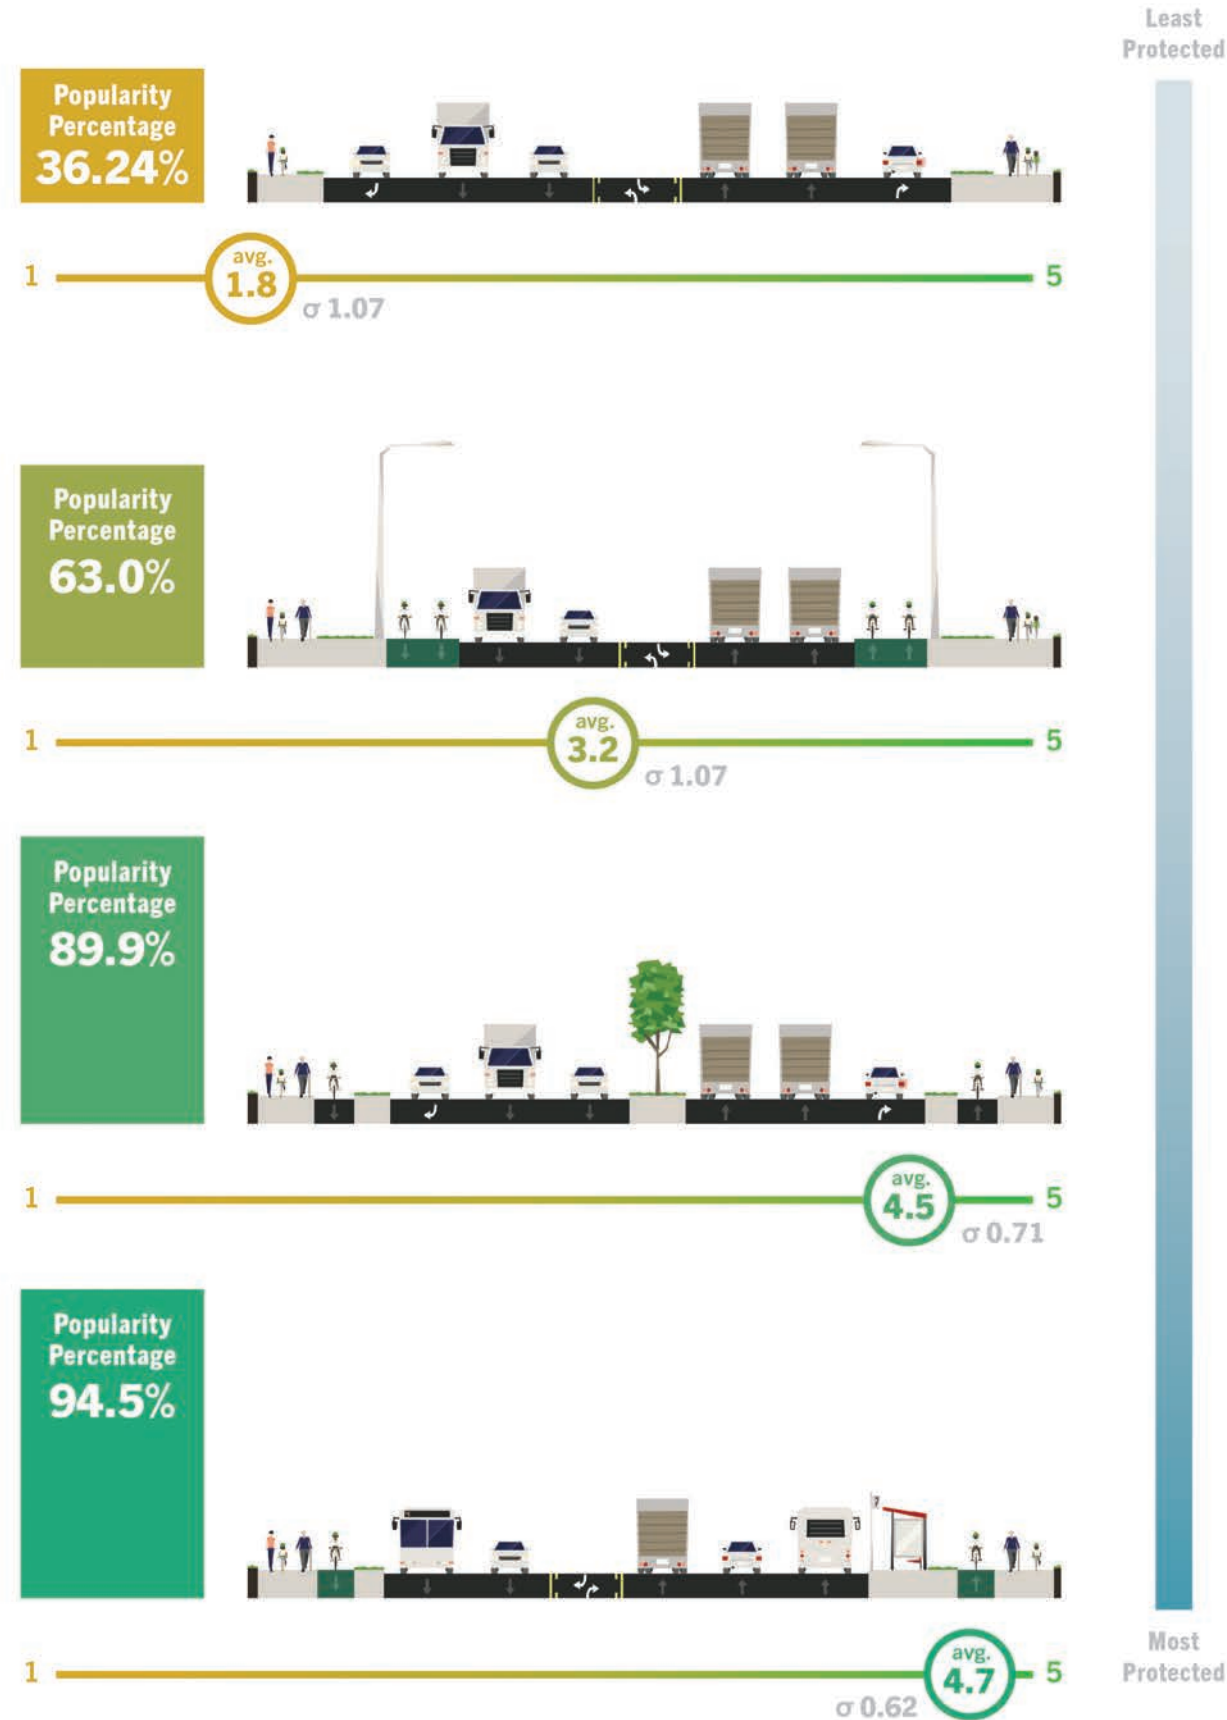 Least
Protected
Popularity
Percentage
36.24%
1
avg.
1.8
σ 1.07
5
Popularity
Percentage
63.0%
1
avg.
3.2
σ 1.07
5
Popularity
Percentage
89.9%
1
avg.
4.5
σ 0.71
5
Popularity
Percentage
94.5%
7
1
avg.
4.7
σ 0.62
5
Most
Protected